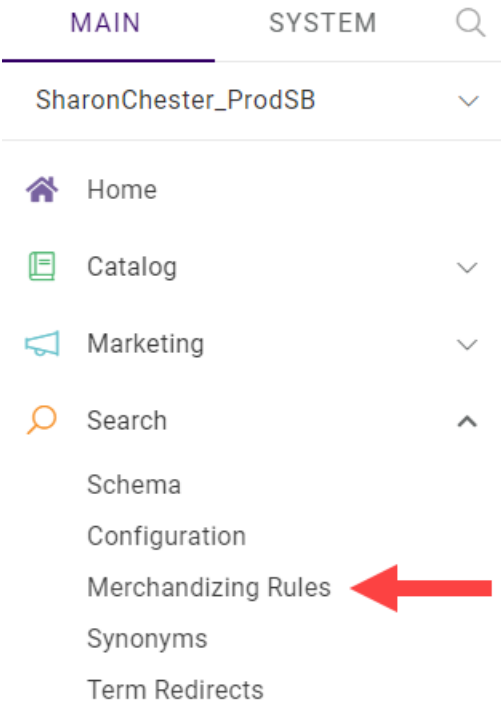 MAIN SYSTEM
SharonChester_ProdSB
Home
Catalog
Marketing
Search
Schema
Configuration
Merchandizing Rules
Synonyms
Term Redirects